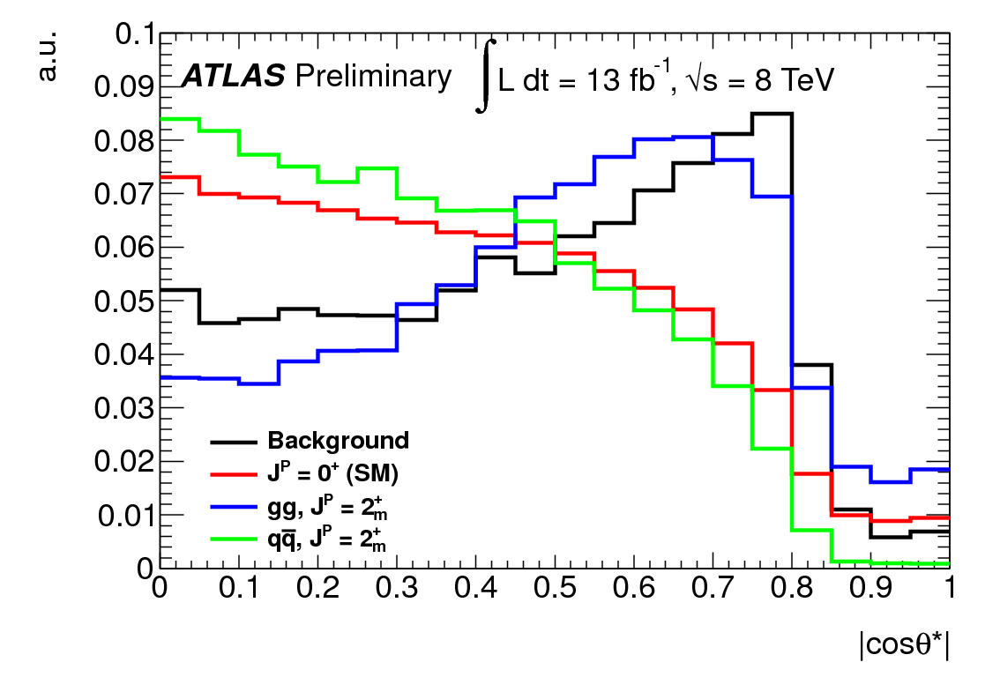 a.u.
0.1
ATLAS Preliminary ∫ L dt = 13 fb⁻¹, √s = 8 TeV
0.09
0.08
0.07
0.06
0.05
0.04
0.03
Background
0.02
Jᴾ = 0⁺ (SM)
gg, Jᴾ = 2⁺ₘ
0.01
qq̅, Jᴾ = 2⁺ₘ
0
0 0.1 0.2 0.3 0.4 0.5 0.6 0.7 0.8 0.9 1
|cosθ*|